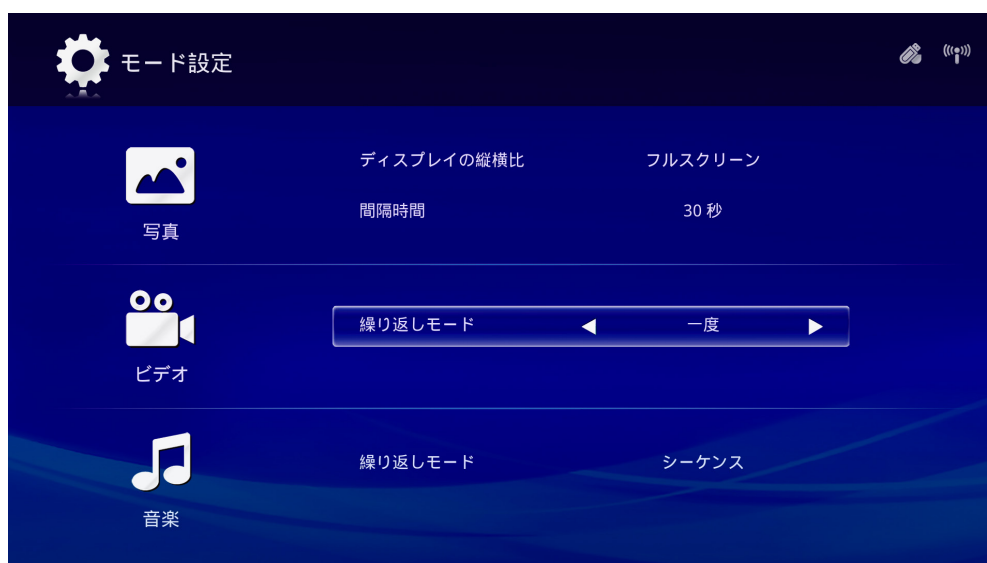 モード設定
ディスプレイの縦横比 フルスクリーン
間隔時間 30 秒
写真
繰り返しモード 一度
ビデオ
繰り返しモード シーケンス
音楽